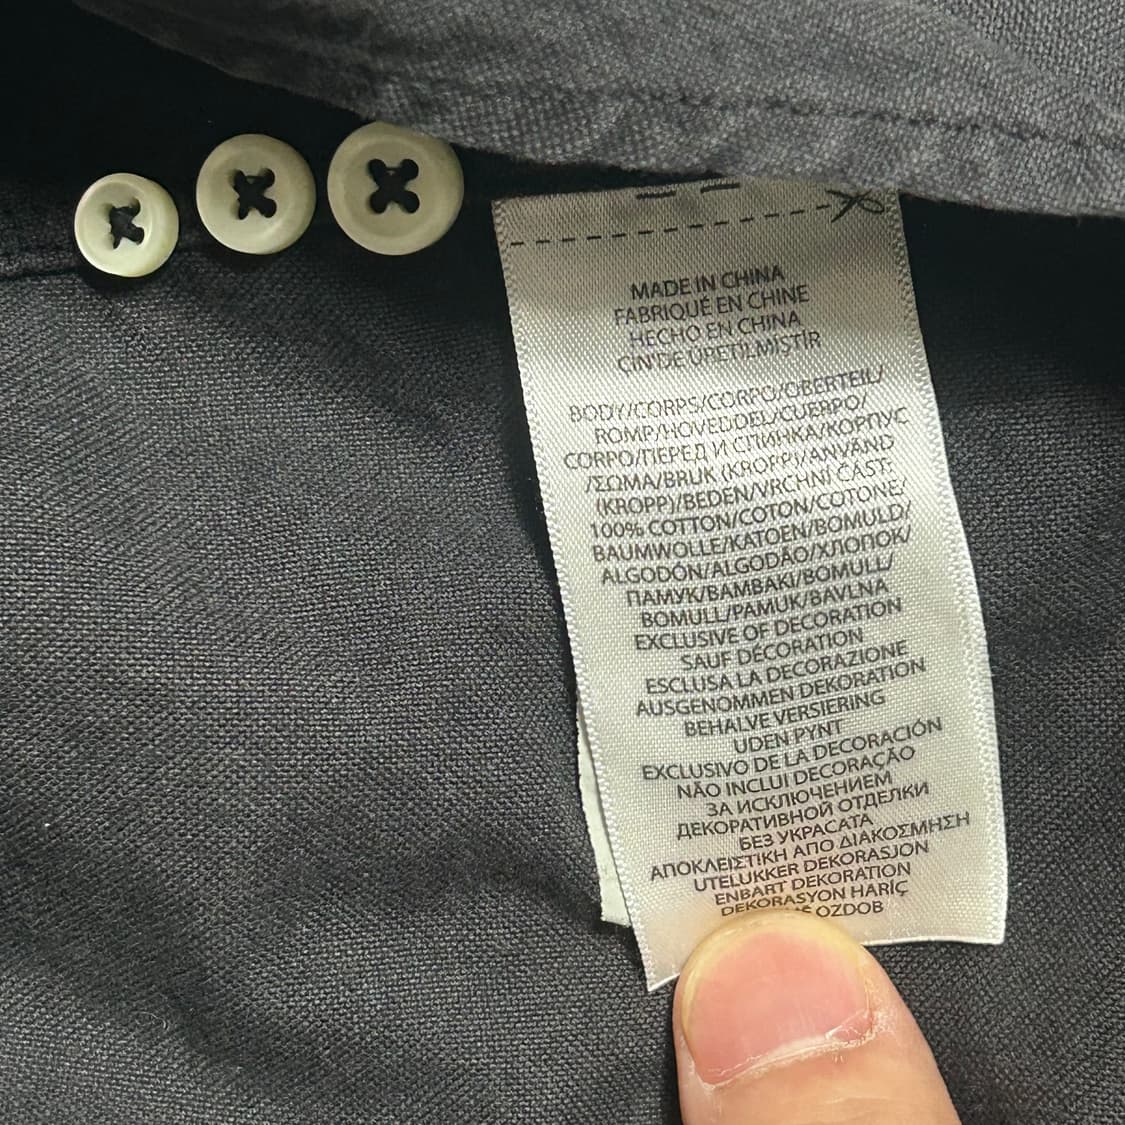 MADE IN CHINA
FABRIQUÉ EN CHINE
HECHO EN CHINA
ÇIN'DE ÜRETILMIŞTIR
BODY/CORPS/CORPO/OBERTEIL/
ROMP/HOVEDDEL/CUERPO/
CORPO/ПЕРЕД И СПИНКА/КОРПУС
/ΣΩΜΑ/BRUK (KROPP)/ANVÄND
(KROPP)/BEDEN/VRCHNÍ ČÁST:
100% COTTON/COTON/COTONE/
BAUMWOLLE/KATOEN/BOMULD/
ALGODÓN/ALGODÃO/ХЛОПОК/
ПАМУК/ΒΑΜΒΑΚΙ/BOMULL/
BOMULL/PAMUK/BAVLNA
EXCLUSIVE OF DECORATION
SAUF DÉCORATION
ESCLUSA LA DECORAZIONE
AUSGENOMMEN DEKORATION
BEHALVE VERSIERING
UDEN PYNT
EXCLUSIVO DE LA DECORACIÓN
NÃO INCLUI DECORAÇÃO
ЗА ИСКЛЮЧЕНИЕМ
ДЕКОРАТИВНОЙ ОТДЕЛКИ
БЕЗ УКРАСАТА
ΑΠΟΚΛΕΙΣΤΙΚΗ ΑΠΟ ΔΙΑΚΟΣΜΗΣΗ
UTELUKKER DEKORASJON
ENBART DEKORATION
DEKORASYON HARİÇ
OZDOB